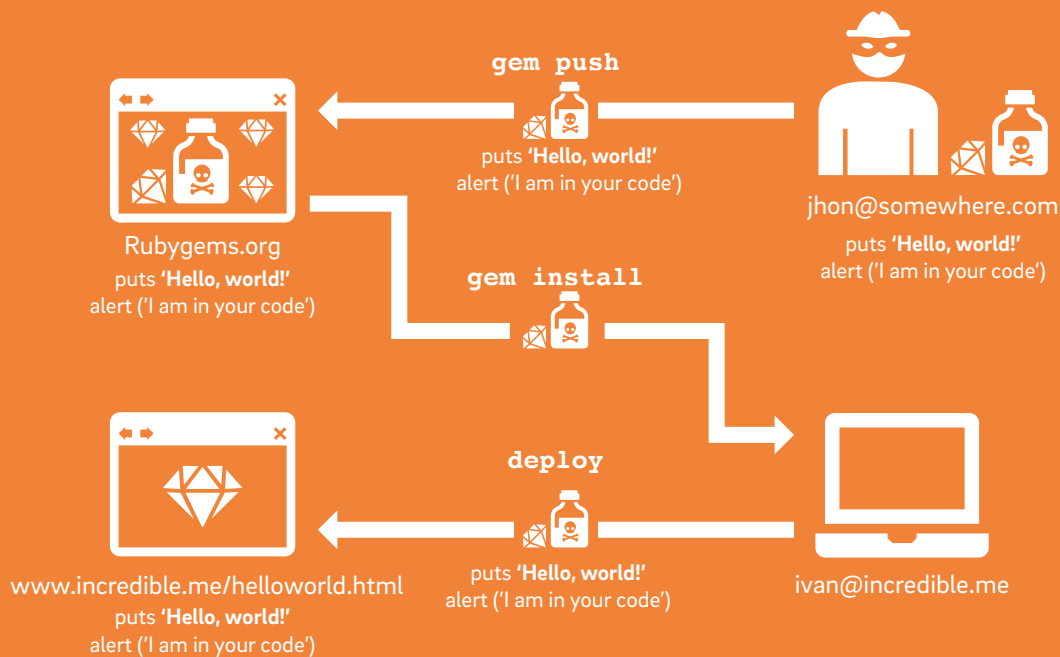 gem push
puts ‘Hello, world!’
alert (‘I am in your code’)
jhon@somewhere.com
puts ‘Hello, world!’
alert (‘I am in your code’)
Rubygems.org
puts ‘Hello, world!’
alert (‘I am in your code’)
gem install
deploy
puts ‘Hello, world!’
alert (‘I am in your code’)
www.incredible.me/helloworld.html
puts ‘Hello, world!’
alert (‘I am in your code’)
ivan@incredible.me